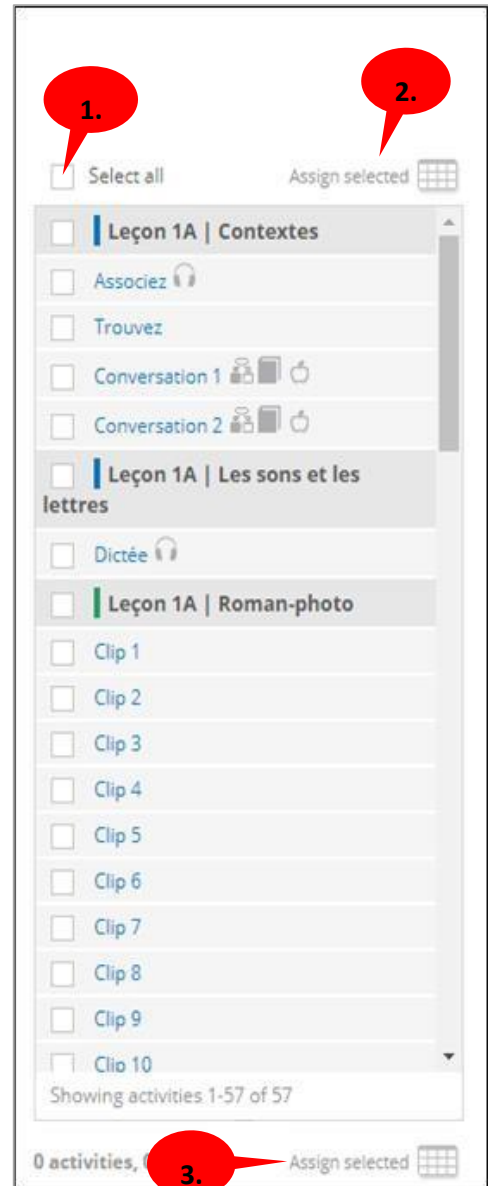 1.
2.
Select all Assign selected
Leçon 1A | Contextes
Associez
Trouvez
Conversation 1
Conversation 2
Leçon 1A | Les sons et les
lettres
Dictée
Leçon 1A | Roman-photo
Clip 1
Clip 2
Clip 3
Clip 4
Clip 5
Clip 6
Clip 7
Clip 8
Clip 9
Clip 10
Showing activities 1-57 of 57
0 activities, Assign selected
3.